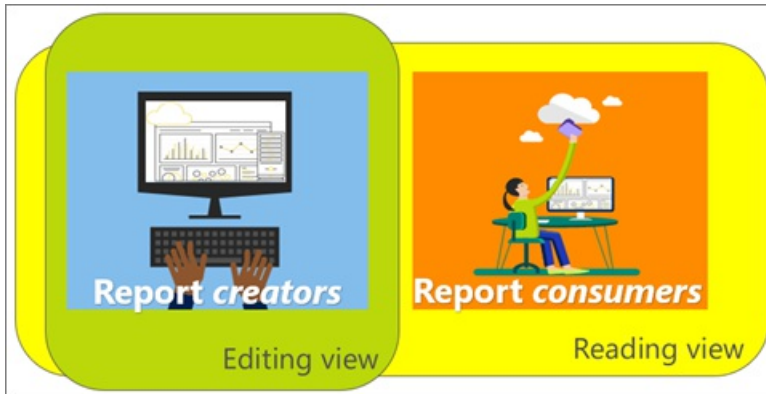 Report creators
Report consumers
Editing view
Reading view